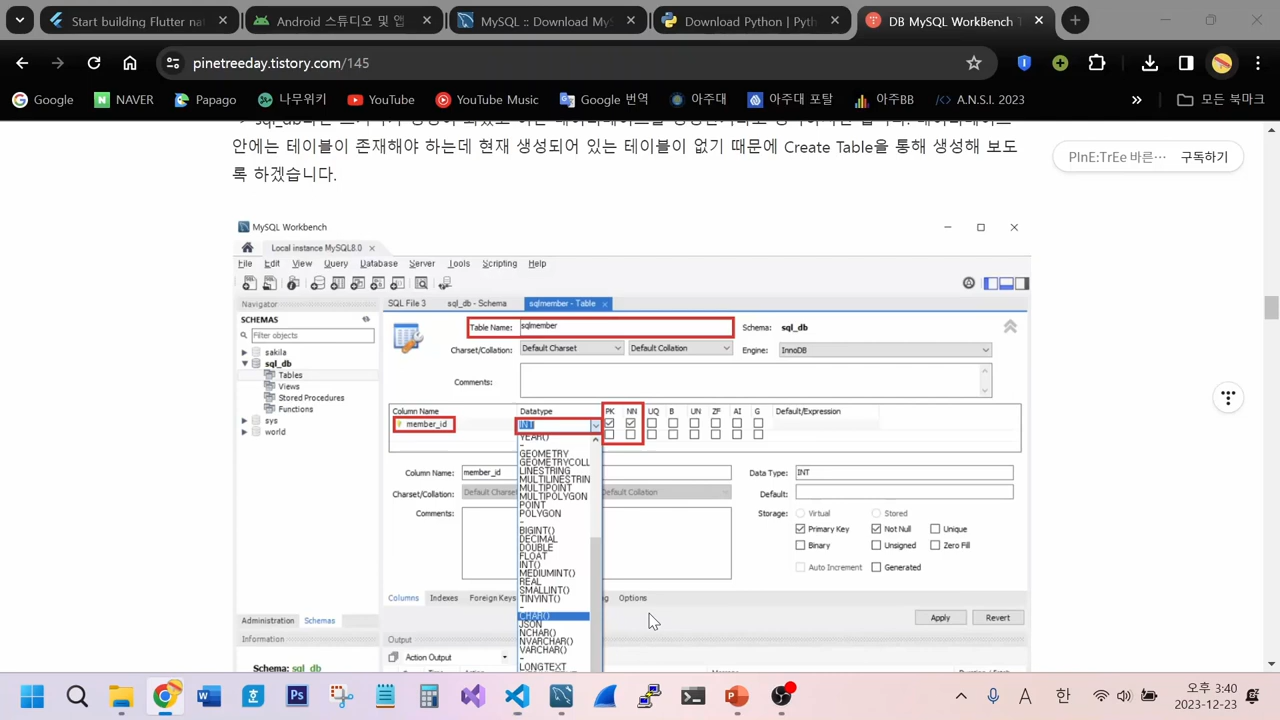 Start building Flutter nat
Android 스튜디오 및 앱
MySQL :: Download My
Download Python | Pyth
DB MySQL WorkBench T
pinetreeday.tistory.com/145
Google NAVER Papago 나무위키 YouTube YouTube Music Google 번역 아주대 아주대 포탈 아주BB A.N.S.I. 2023 » 모든 북마크
안에는 테이블이 존재해야 하는데 현재 생성되어 있는 테이블이 없기 때문에 Create Table을 통해 생성해 보도
록 하겠습니다.
PInE:TrEe 바른··· 구독하기
MySQL Workbench
Local instance MySQL8.0
File Edit View Query Database Server Tools Scripting Help
Navigator
SQL File 3 sql_db - Schema sqlmember - Table
SCHEMAS
Filter objects
sakila
sql_db
Tables
Views
Stored Procedures
Functions
sys
world
Table Name: sqlmember Schema: sql_db
Charset/Collation: Default Charset Default Collation Engine: InnoDB
Comments:
Column Name Datatype PK NN UQ B UN ZF AI G Default/Expression
member_id INT
YEAR()
GEOMETRY
GEOMETRYCOLL
LINESTRING
MULTILINESTRIN
MULTIPOINT
MULTIPOLYGON
POINT
POLYGON
BIGINT()
DECIMAL
DOUBLE
FLOAT
INT()
MEDIUMINT()
REAL
SMALLINT()
TINYINT()
CHAR()
JSON
NCHAR()
NVARCHAR()
VARCHAR()
LONGTEXT
Column Name: member_id Data Type: INT
Charset/Collation: Default Charset Default Collation Default:
Comments: Storage: Virtual Stored
Primary Key Not Null Unique
Binary Unsigned Zero Fill
Auto Increment Generated
Columns Indexes Foreign Keys Options
Administration Schemas
Apply Revert
Information
Output
Action Output
Schema: sql_db
오후 3:40
2023-12-23
A 한